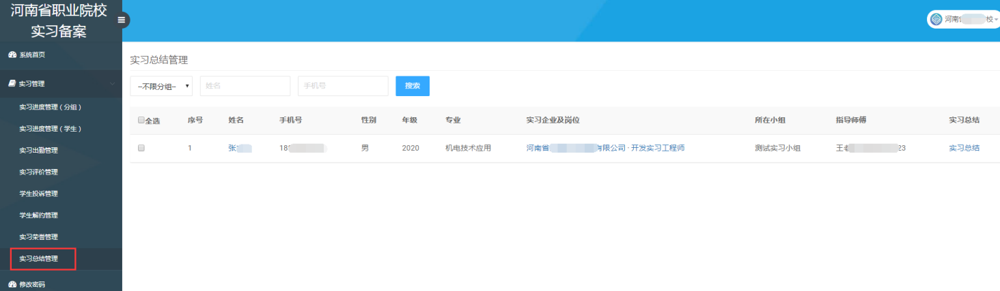 河南省职业院校
实习备案
系统首页
实习管理
实习进度管理（分组）
实习进度管理（学生）
实习出勤管理
实习评价管理
学生投诉管理
学生解约管理
实习荣誉管理
实习总结管理
修改密码
河南 校
实习总结管理
--不限分组-- 姓名 手机号 搜索
全选 序号 姓名 手机号 性别 年级 专业 实习企业及岗位 所在小组 指导师傅 实习总结
1 张 18 男 2020 机电技术应用 河南省 有限公司 · 开发实习工程师 测试实习小组 王老 23 实习总结